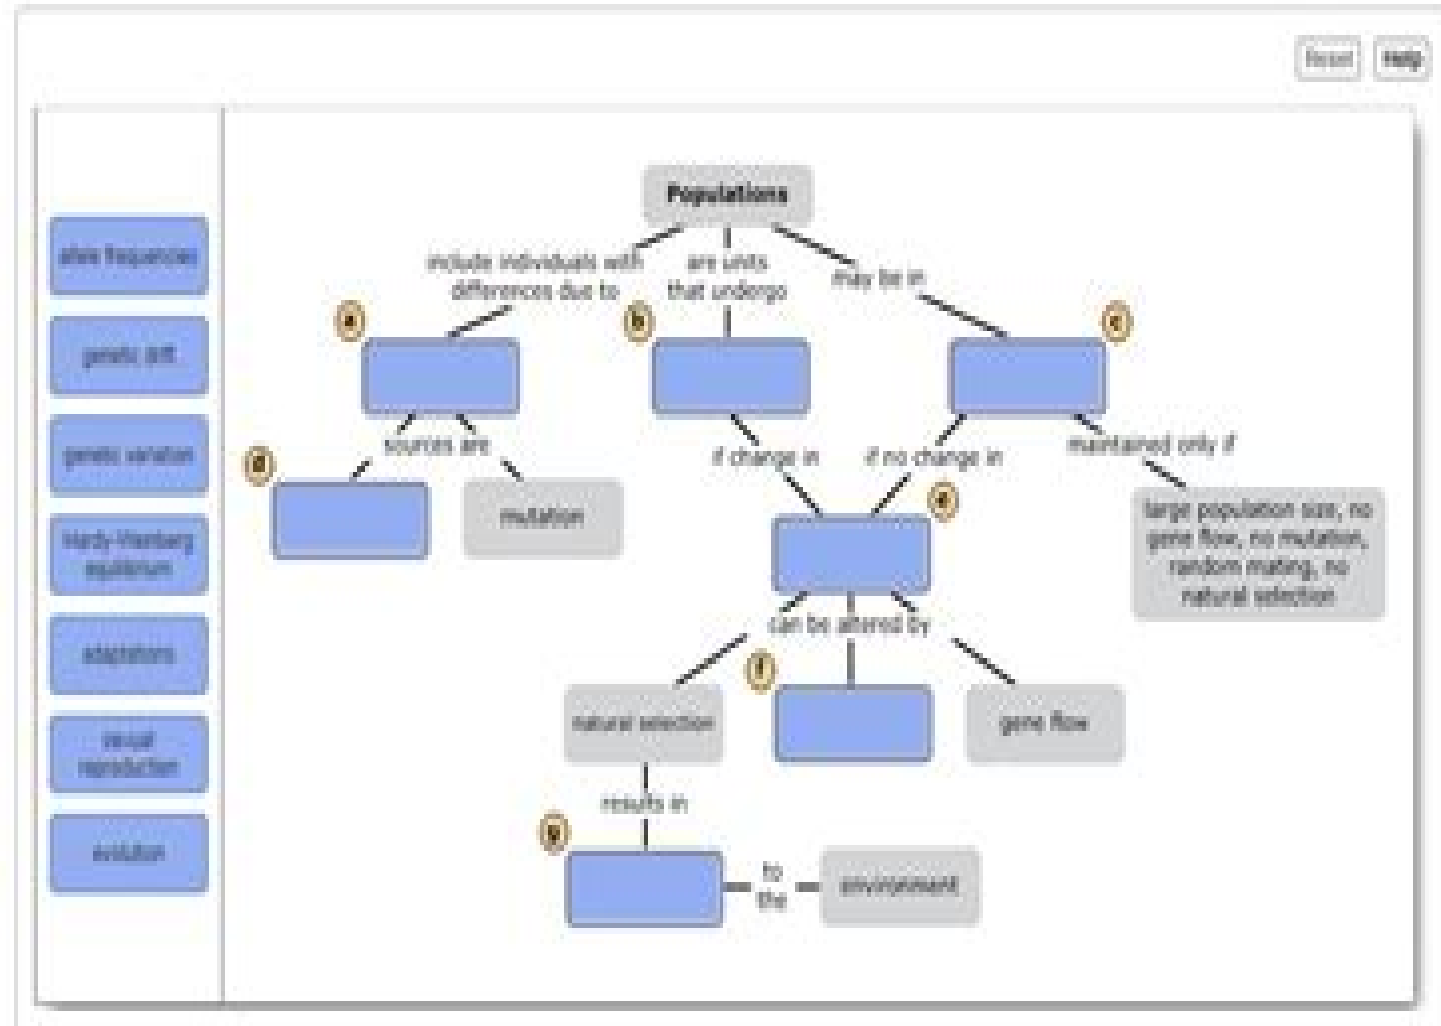 Reset Help
Populations
allele frequencies
genetic drift
genetic variation
Hardy-Weinberg
equilibrium
adaptations
sexual
reproduction
evolution
include individuals with
differences due to
are units
that undergo
may be in
a
b
c
sources are
if change in
if no change in
maintained only if
d
mutation
e
large population size, no
gene flow, no mutation,
random mating, no
natural selection
can be altered by
f
natural selection
gene flow
results in
g
to
the
environment